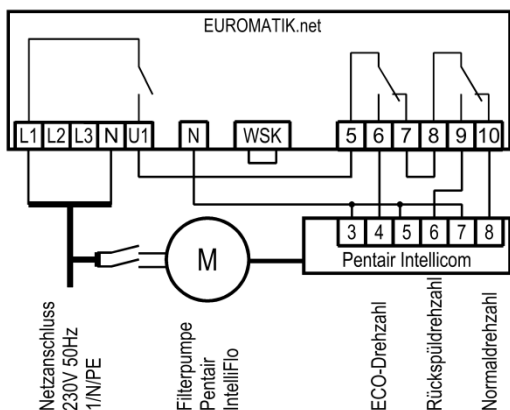 EUROMATIK.net
L1 L2 L3 N U1 N WSK 5 6 7 8 9 10
3 4 5 6 7 8
Pentair Intellicom
M
Netzanschluss
230V 50Hz
1/N/PE
Filterpumpe
Pentair
IntelliFlo
ECO-Drehzahl
Rückspüldrehzahl
Normaldrehzahl